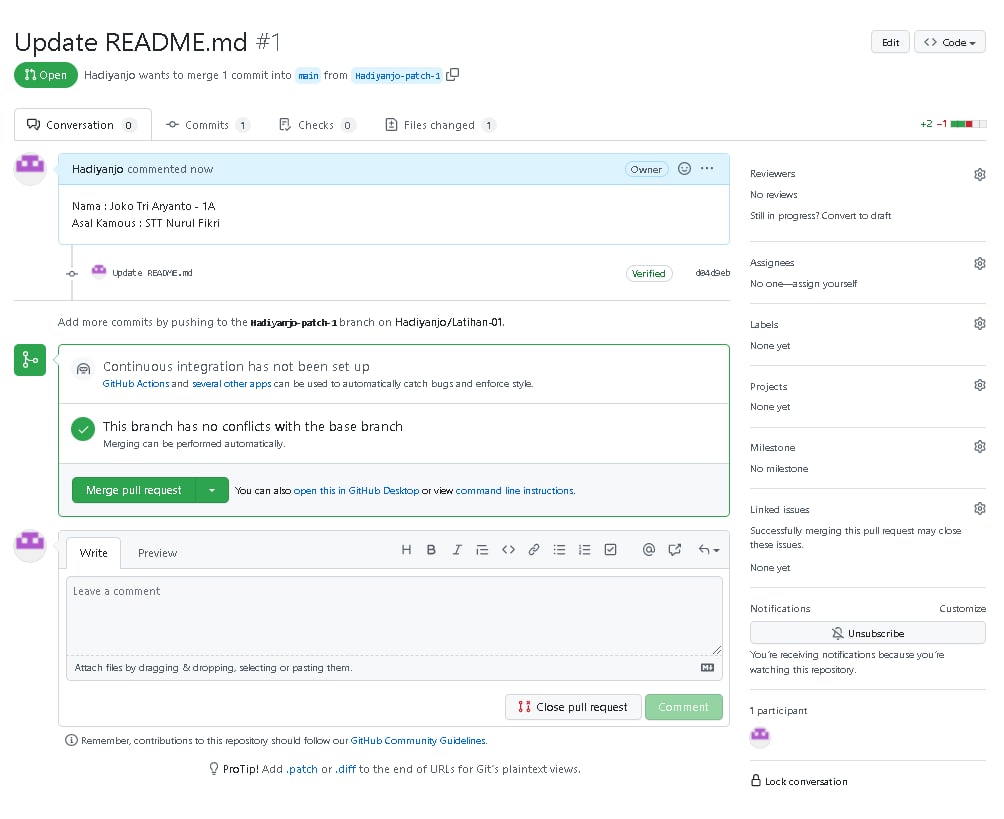 Update README.md #1
Edit
Code
Open
Hadiyanjo wants to merge 1 commit into main from Hadiyanjo-patch-1
Conversation 0
Commits 1
Checks 0
Files changed 1
+2 −1
Hadiyanjo commented now
Owner
Nama : Joko Tri Aryanto - 1A
Asal Kamous : STT Nurul Fikri
Update README.md
Verified
d04d9eb
Add more commits by pushing to the Hadiyanjo-patch-1 branch on Hadiyanjo/Latihan-01.
Continuous integration has not been set up
GitHub Actions and several other apps can be used to automatically catch bugs and enforce style.
This branch has no conflicts with the base branch
Merging can be performed automatically.
Merge pull request
You can also open this in GitHub Desktop or view command line instructions.
Write
Preview
Leave a comment
Attach files by dragging & dropping, selecting or pasting them.
Close pull request
Comment
Remember, contributions to this repository should follow our GitHub Community Guidelines.
ProTip! Add .patch or .diff to the end of URLs for Git's plaintext views.
Reviewers
No reviews
Still in progress? Convert to draft
Assignees
No one—assign yourself
Labels
None yet
Projects
None yet
Milestone
No milestone
Linked issues
Successfully merging this pull request may close
these issues.
None yet
Notifications
Customize
Unsubscribe
You're receiving notifications because you're
watching this repository.
1 participant
Lock conversation